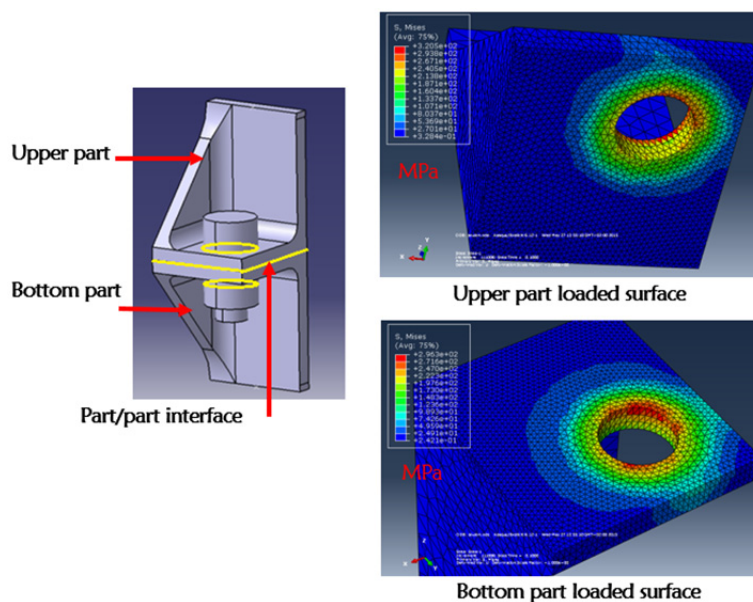 Upper part
Bottom part
Part/part interface
S, Mises
(Avg: 75%)
+3.205e+02
+2.938e+02
+2.671e+02
+2.405e+02
+2.138e+02
+1.871e+02
+1.604e+02
+1.337e+02
+1.071e+02
+8.037e+01
+5.369e+01
+2.701e+01
+3.284e-01
MPa
X
Y
Z
Upper part loaded surface
S, Mises
(Avg: 75%)
+2.963e+02
+2.716e+02
+2.470e+02
+2.223e+02
+1.976e+02
+1.730e+02
+1.483e+02
+1.236e+02
+9.893e+01
+7.426e+01
+4.959e+01
+2.491e+01
+2.421e-01
MPa
Z
X
Y
Bottom part loaded surface